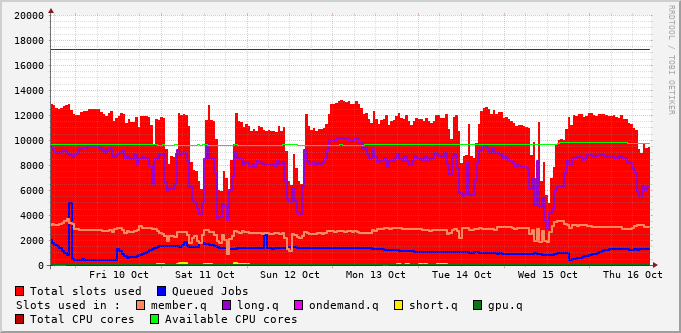 20000
18000
16000
14000
12000
10000
8000
6000
4000
2000
0
Fri 10 Oct Sat 11 Oct Sun 12 Oct Mon 13 Oct Tue 14 Oct Wed 15 Oct Thu 16 Oct
Total slots used Queued Jobs
Slots used in : member.q long.q ondemand.q short.q gpu.q
Total CPU cores Available CPU cores
RRDTOOL / TOBI OETIKER